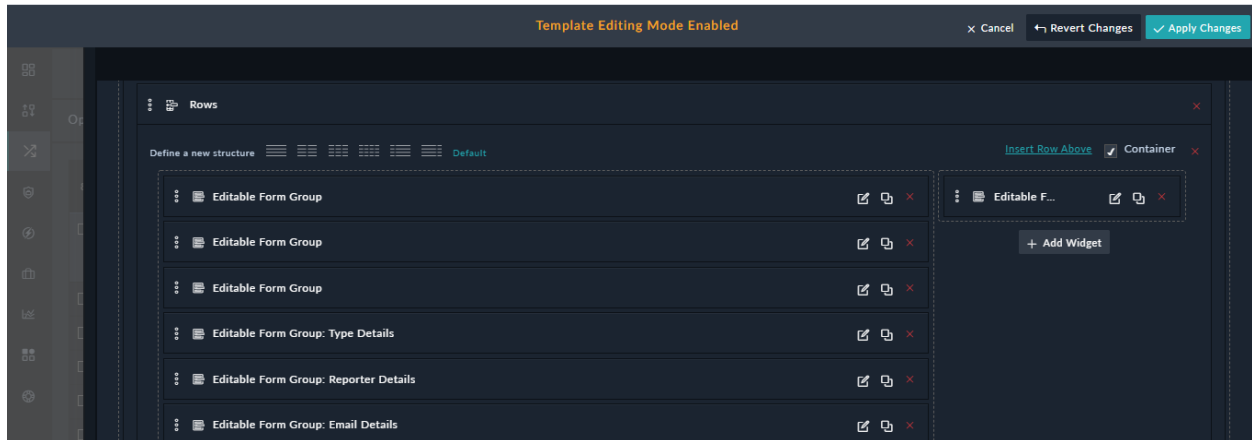 Template Editing Mode Enabled
Cancel
Revert Changes
Apply Changes
Op
Rows
Define a new structure
Default
Insert Row Above
Container
Editable Form Group
Editable F...
Editable Form Group
Add Widget
Editable Form Group
Editable Form Group: Type Details
Editable Form Group: Reporter Details
Editable Form Group: Email Details